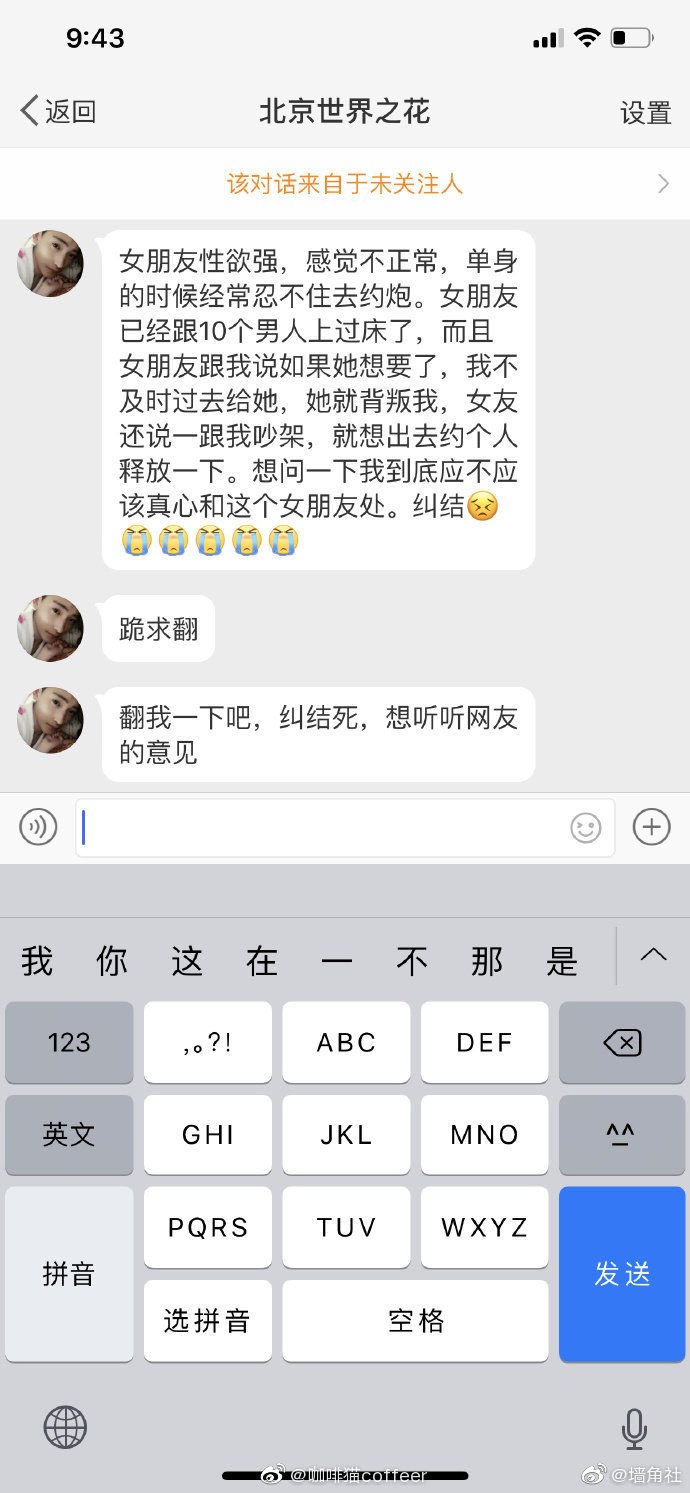 9:43
返回
北京世界之花
设置
该对话来自于未关注人
女朋友性欲强，感觉不正常，单身
的时候经常忍不住去约炮。女朋友
已经跟10个男人上过床了，而且
女朋友跟我说如果她想要了，我不
及时过去给她，她就背叛我，女友
还说一跟我吵架，就想出去约个人
释放一下。想问一下我到底应不应
该真心和这个女朋友处。纠结😣
😭😭😭😭😭
跪求翻
翻我一下吧，纠结死，想听听网友
的意见
我 你 这 在 一 不 那 是
123 ,。?! ABC DEF
英文 GHI JKL MNO ^^
拼音 PQRS TUV WXYZ 发送
选拼音 空格
@咖啡猫coffeer @墙角社